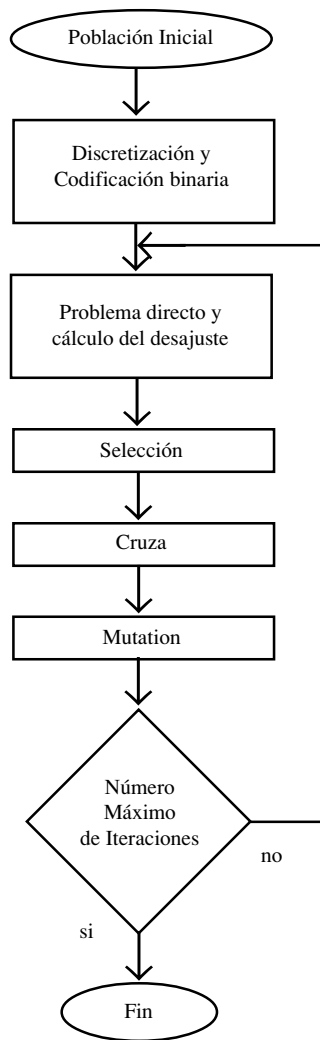 Población Inicial
Discretización y
Codificación binaria
Problema directo y
cálculo del desajuste
Selección
Cruza
Mutation
Número
Máximo
de Iteraciones
no
si
Fin